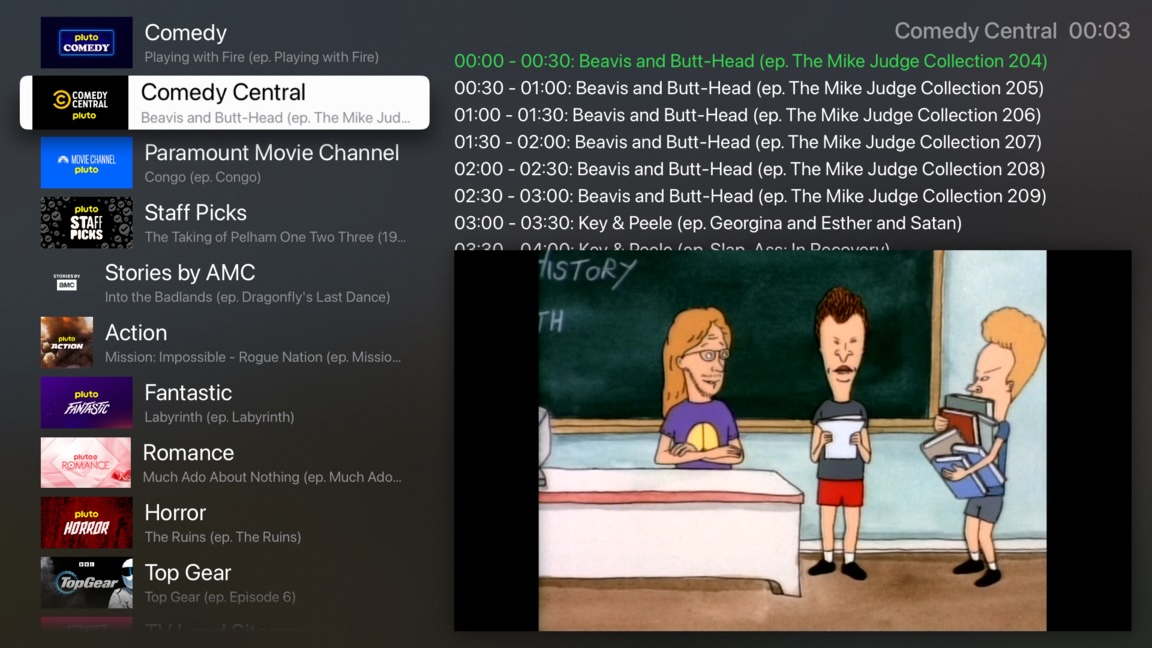 pluto
COMEDY
Comedy
Playing with Fire (ep. Playing with Fire)
COMEDY
CENTRAL
pluto
Comedy Central
Beavis and Butt-Head (ep. The Mike Jud...
MOVIE CHANNEL
pluto
Paramount Movie Channel
Congo (ep. Congo)
pluto
STAFF
PICKS
Staff Picks
The Taking of Pelham One Two Three (19...
STORIES BY
aMC
Stories by AMC
Into the Badlands (ep. Dragonfly's Last Dance)
pluto
ACTION
Action
Mission: Impossible - Rogue Nation (ep. Missio...
pluto
FANTASTIC
Fantastic
Labyrinth (ep. Labyrinth)
pluto
ROMANCE
Romance
Much Ado About Nothing (ep. Much Ado...
pluto
HORROR
Horror
The Ruins (ep. The Ruins)
BBC
TopGear
Top Gear
Top Gear (ep. Episode 6)
Comedy Central 00:03
00:00 - 00:30: Beavis and Butt-Head (ep. The Mike Judge Collection 204)
00:30 - 01:00: Beavis and Butt-Head (ep. The Mike Judge Collection 205)
01:00 - 01:30: Beavis and Butt-Head (ep. The Mike Judge Collection 206)
01:30 - 02:00: Beavis and Butt-Head (ep. The Mike Judge Collection 207)
02:00 - 02:30: Beavis and Butt-Head (ep. The Mike Judge Collection 208)
02:30 - 03:00: Beavis and Butt-Head (ep. The Mike Judge Collection 209)
03:00 - 03:30: Key & Peele (ep. Georgina and Esther and Satan)
03:30 - 04:00: Key & Peele (ep. Slap-Ass: In Recovery)
HISTORY
TH